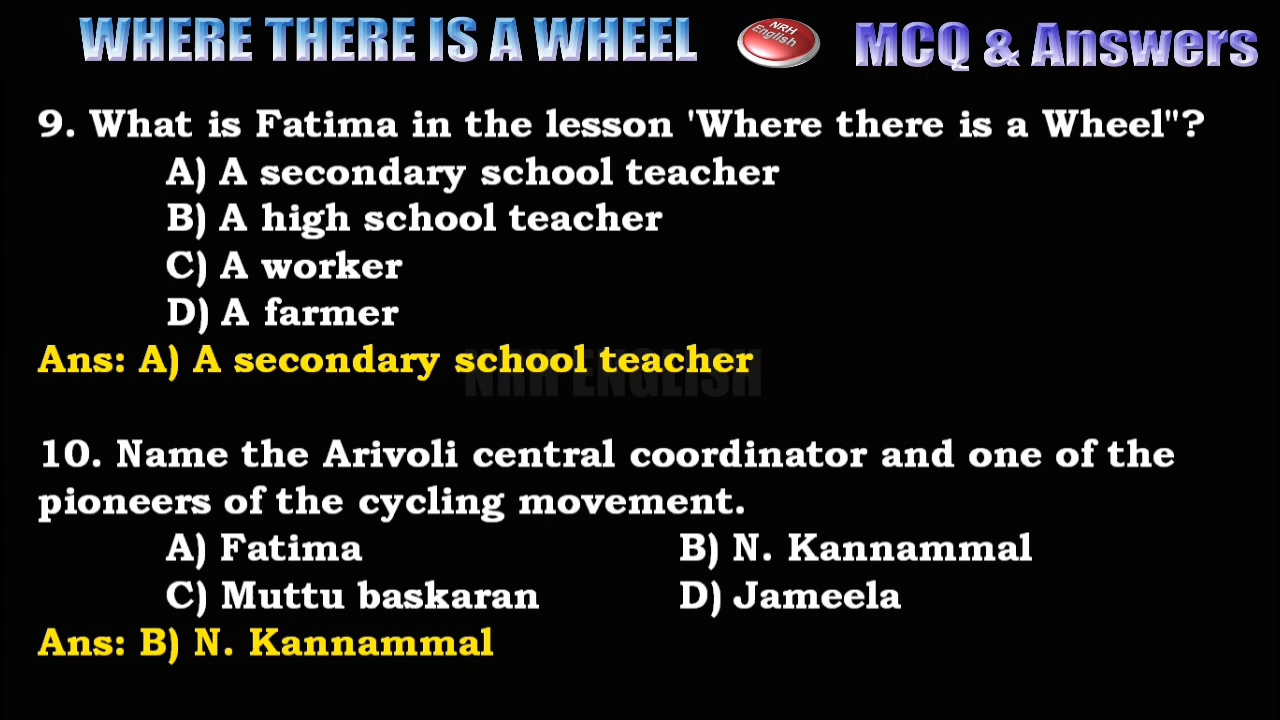 WHERE THERE IS A WHEEL NRH English MCQ & Answers
9. What is Fatima in the lesson 'Where there is a Wheel"?
A) A secondary school teacher
B) A high school teacher
C) A worker
D) A farmer
Ans: A) A secondary school teacher
NRH ENGLISH
10. Name the Arivoli central coordinator and one of the
pioneers of the cycling movement.
A) Fatima B) N. Kannammal
C) Muttu baskaran D) Jameela
Ans: B) N. Kannammal